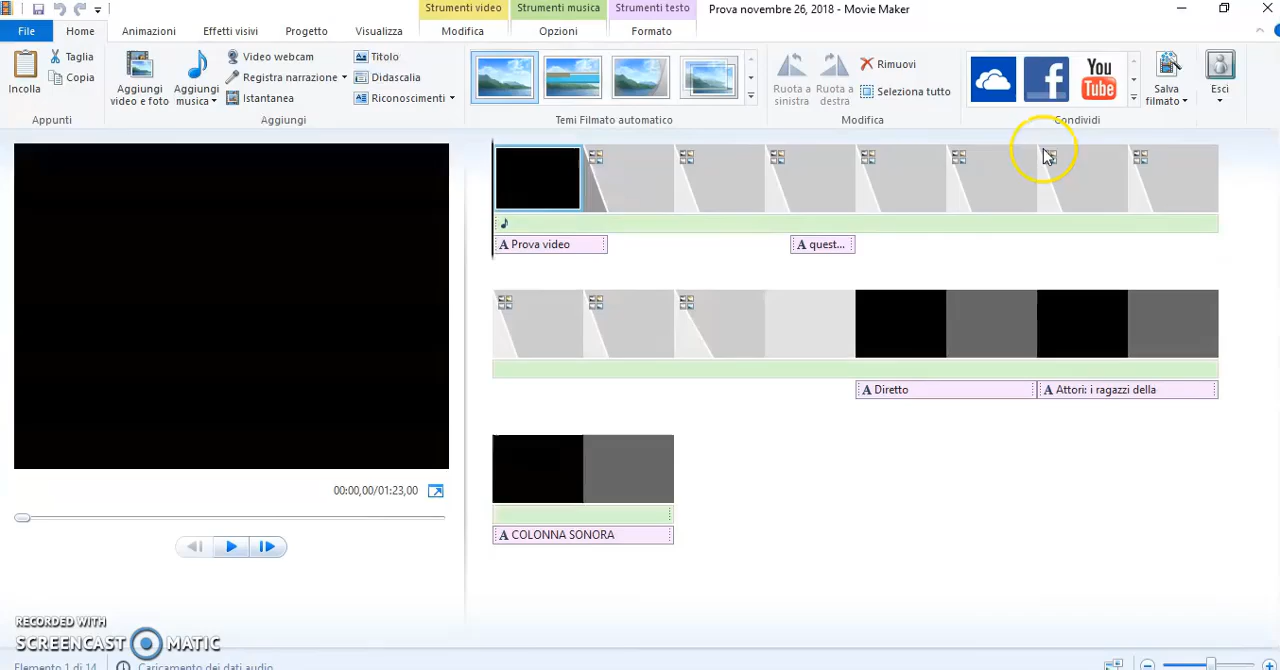 Strumenti video Strumenti musica Strumenti testo Prova novembre 26, 2018 - Movie Maker
File Home Animazioni Effetti visivi Progetto Visualizza Modifica Opzioni Formato
Incolla
Taglia
Copia
Appunti
Aggiungi
video e foto
Aggiungi
musica
Video webcam
Registra narrazione
Istantanea
Titolo
Didascalia
Riconoscimenti
Aggiungi
Temi Filmato automatico
Ruota a
sinistra
Ruota a
destra
Rimuovi
Seleziona tutto
Modifica
f
You
Tube
Condividi
Salva
filmato
Esci
A Prova video
A quest...
A Diretto
A Attori: i ragazzi della
A COLONNA SONORA
00:00,00/01:23,00
RECORDED WITH
SCREENCAST MATIC
Elemento 1 di 14 Caricamento dei dati audio